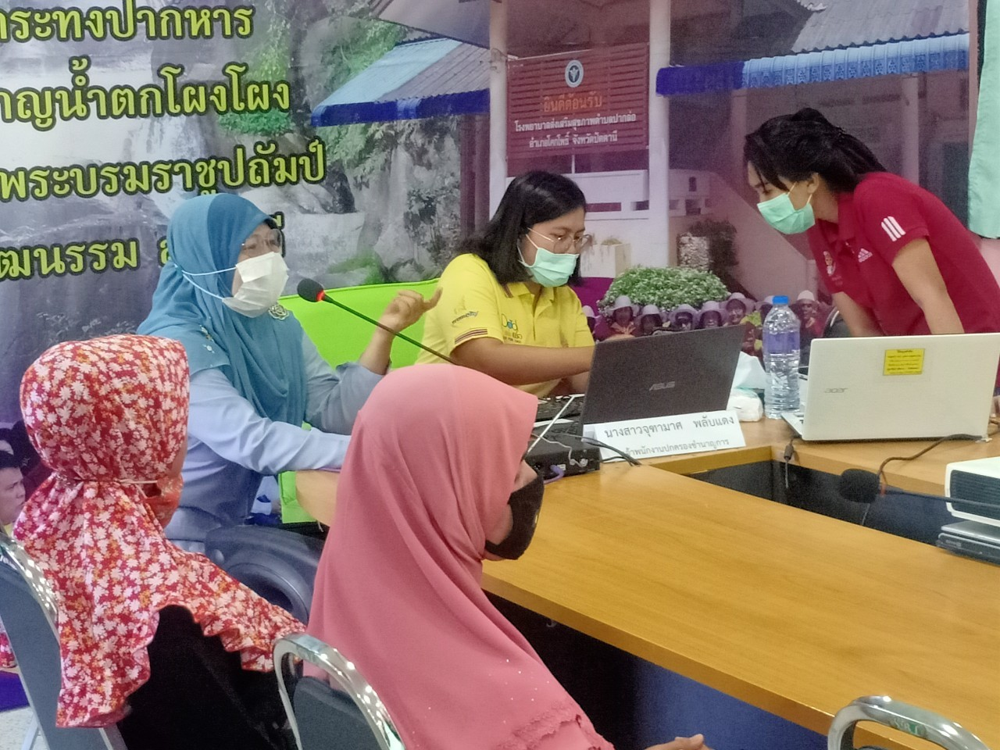 กระทงปากหาร
าญน้ำตกโผงโผง
พระบรมราชูปถัมป์
ัฒนธรรม
ยินดีต้อนรับ
โรงพยาบาลส่งเสริมสุขภาพตำบลปากล่อ
อำเภอโคกโพธิ์ จังหวัดปัตตานี
adidas
ASUS
acer
นางสาวจุฑามาศ พลับแดง
เจ้าพนักงานปกครองชำนาญการ